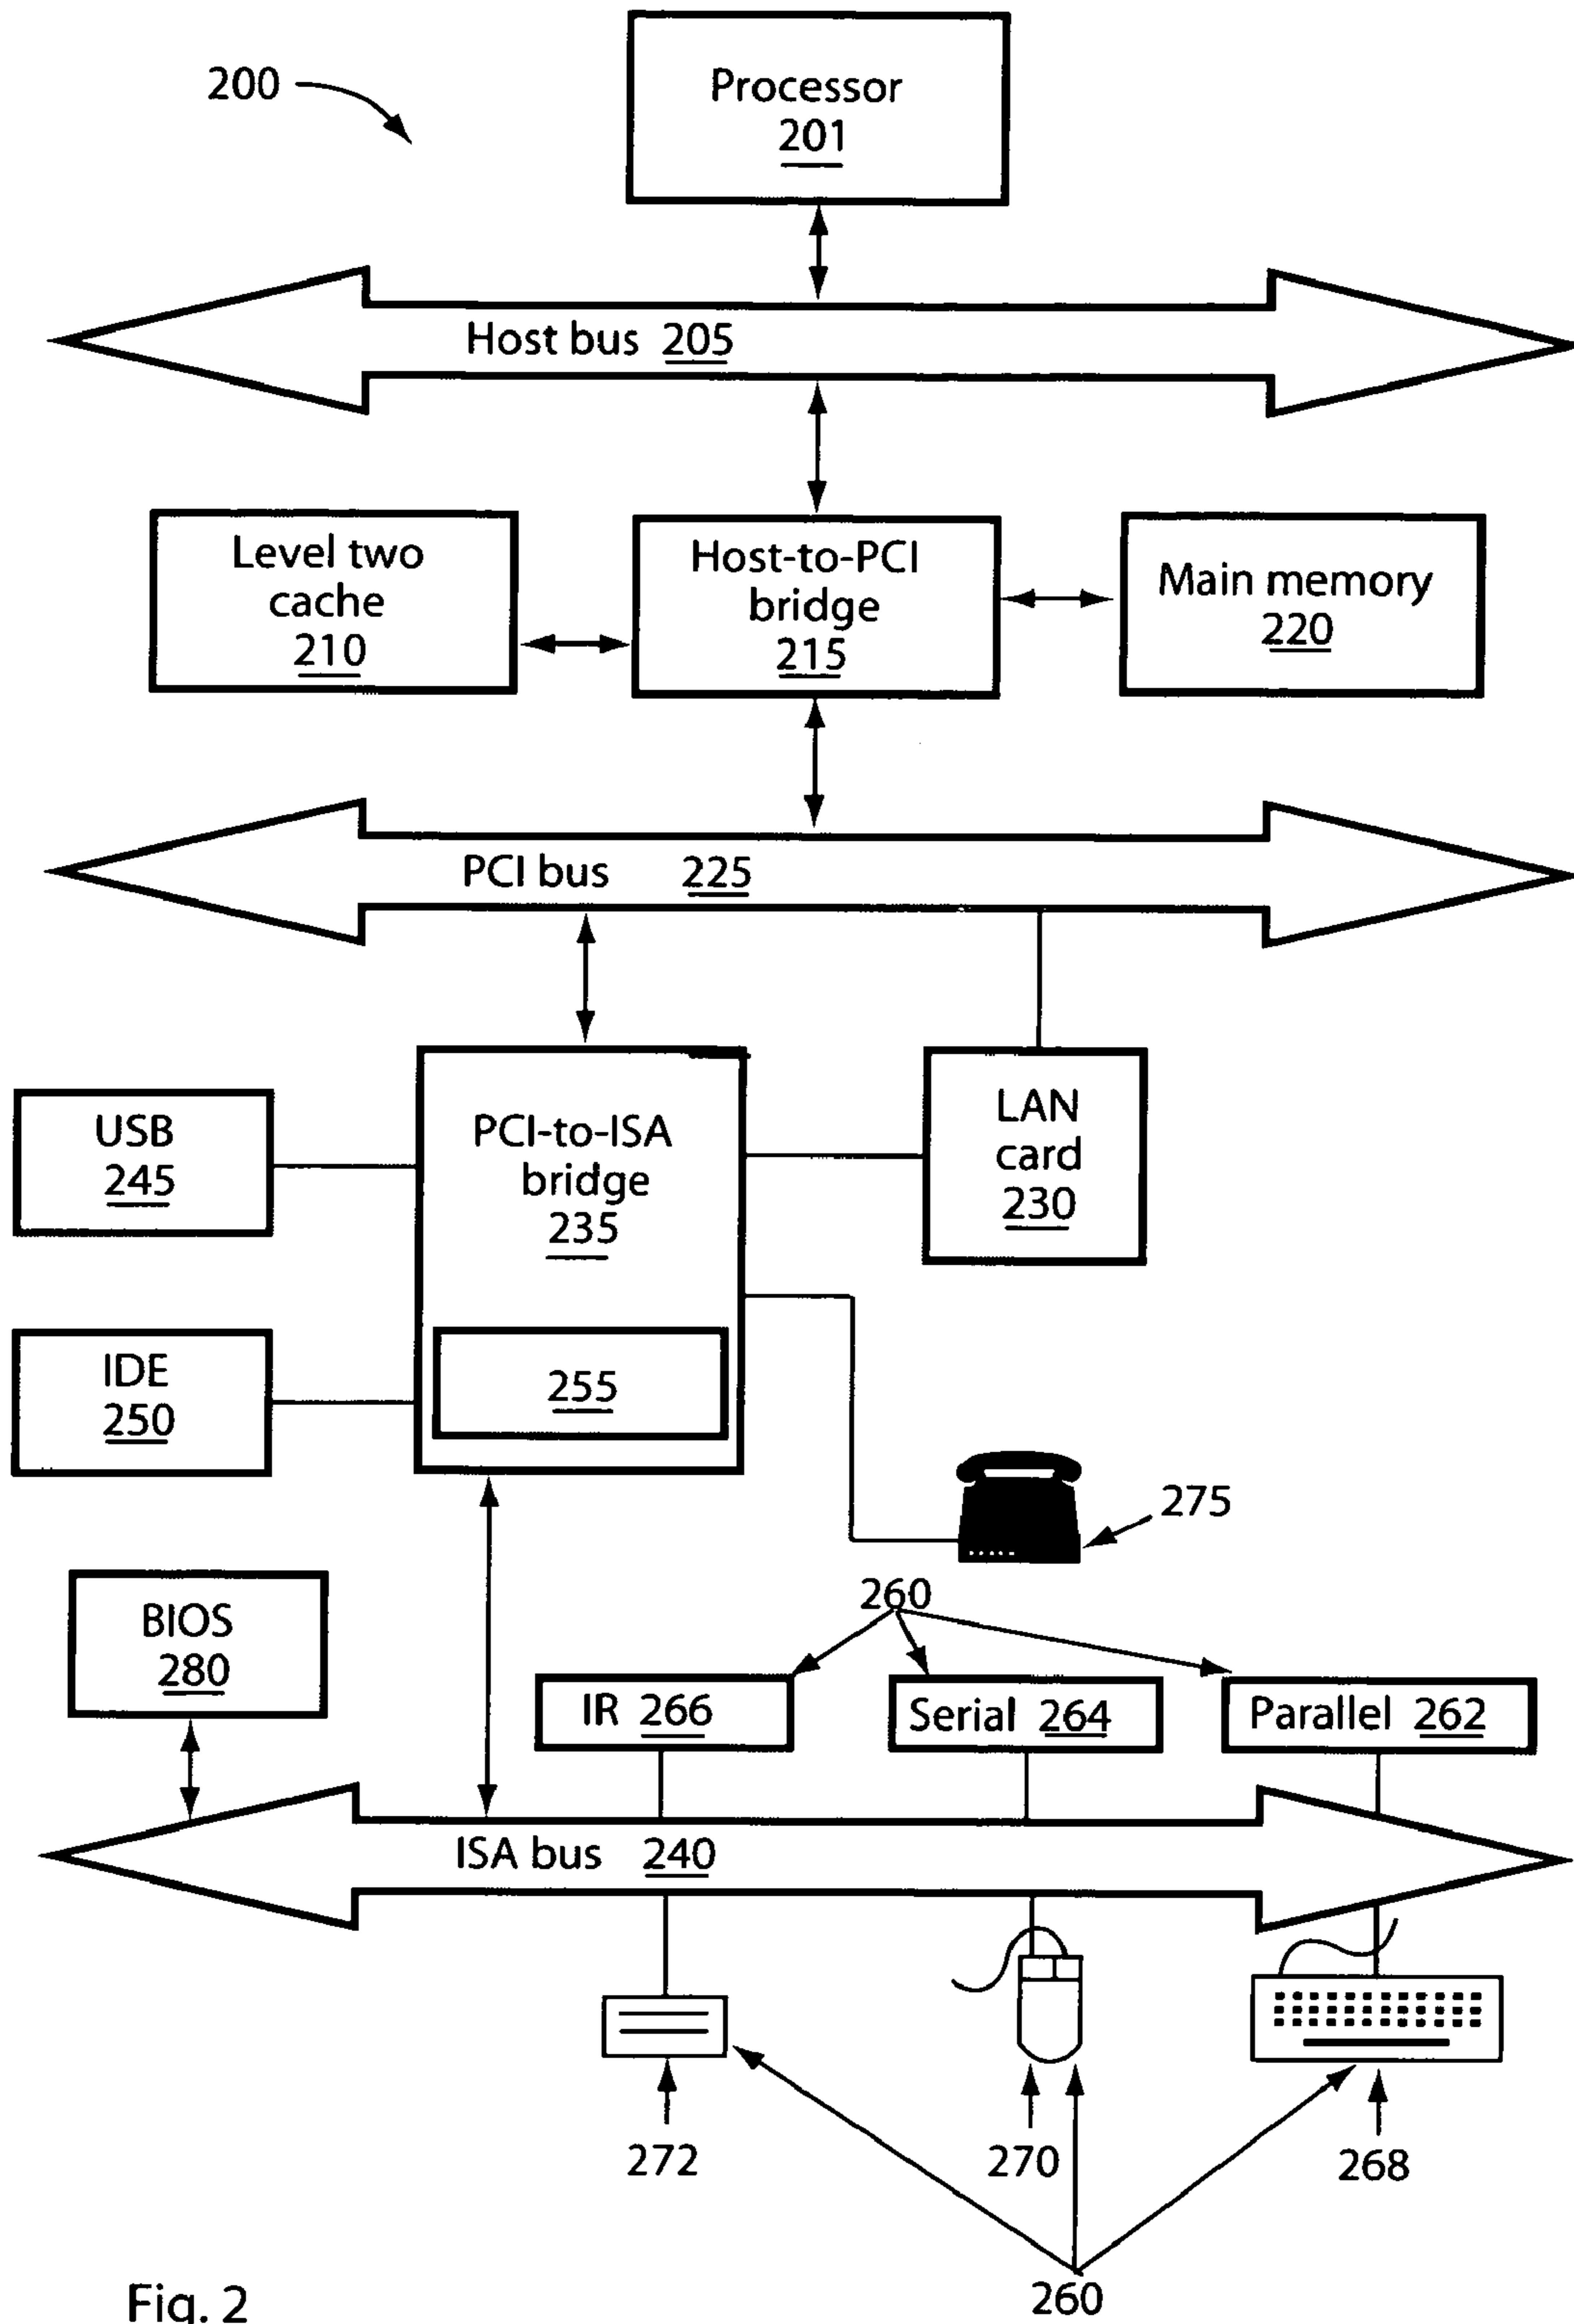 200
Processor
201
Host bus 205
Level two
cache
210
Host-to-PCI
bridge
215
Main memory
220
PCI bus 225
USB
245
PCI-to-ISA
bridge
235
LAN
card
230
IDE
250
255
275
BIOS
280
260
IR 266
Serial 264
Parallel 262
ISA bus 240
272
270
268
260
Fig. 2